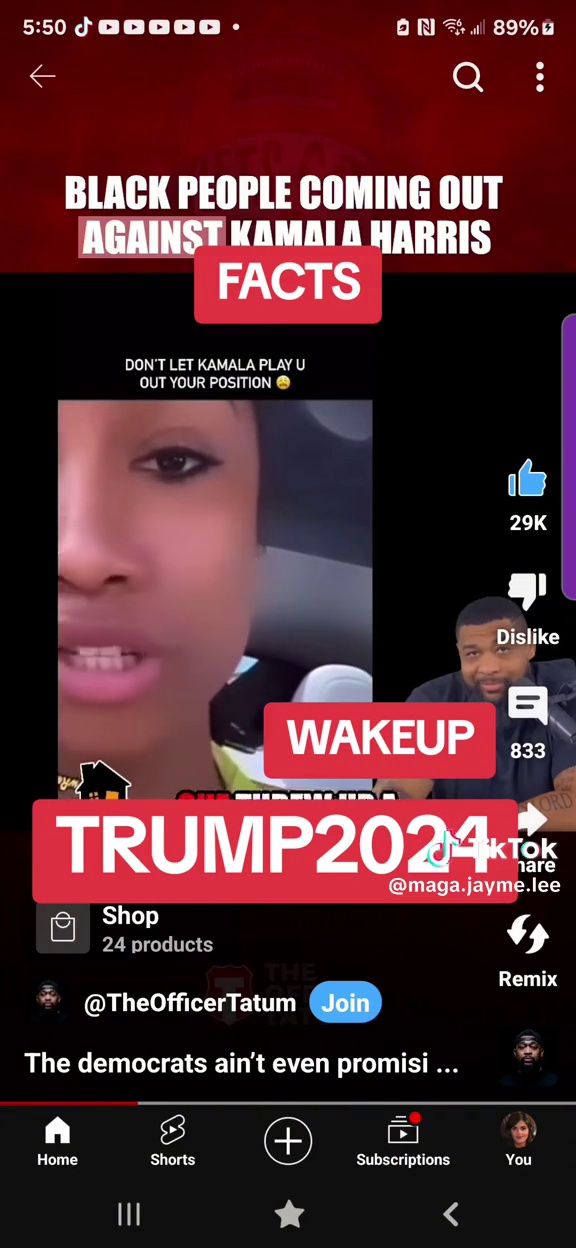 5:50
89%
BLACK PEOPLE COMING OUT
AGAINST KAMALA HARRIS
FACTS
DON'T LET KAMALA PLAY U
OUT YOUR POSITION 😩
29K
Dislike
833
WAKEUP
TRUMP2024
TikTok
@maga.jayme.lee
Shop
24 products
Remix
@TheOfficerTatum
Join
The democrats ain't even promisi ...
Home
Shorts
Subscriptions
You